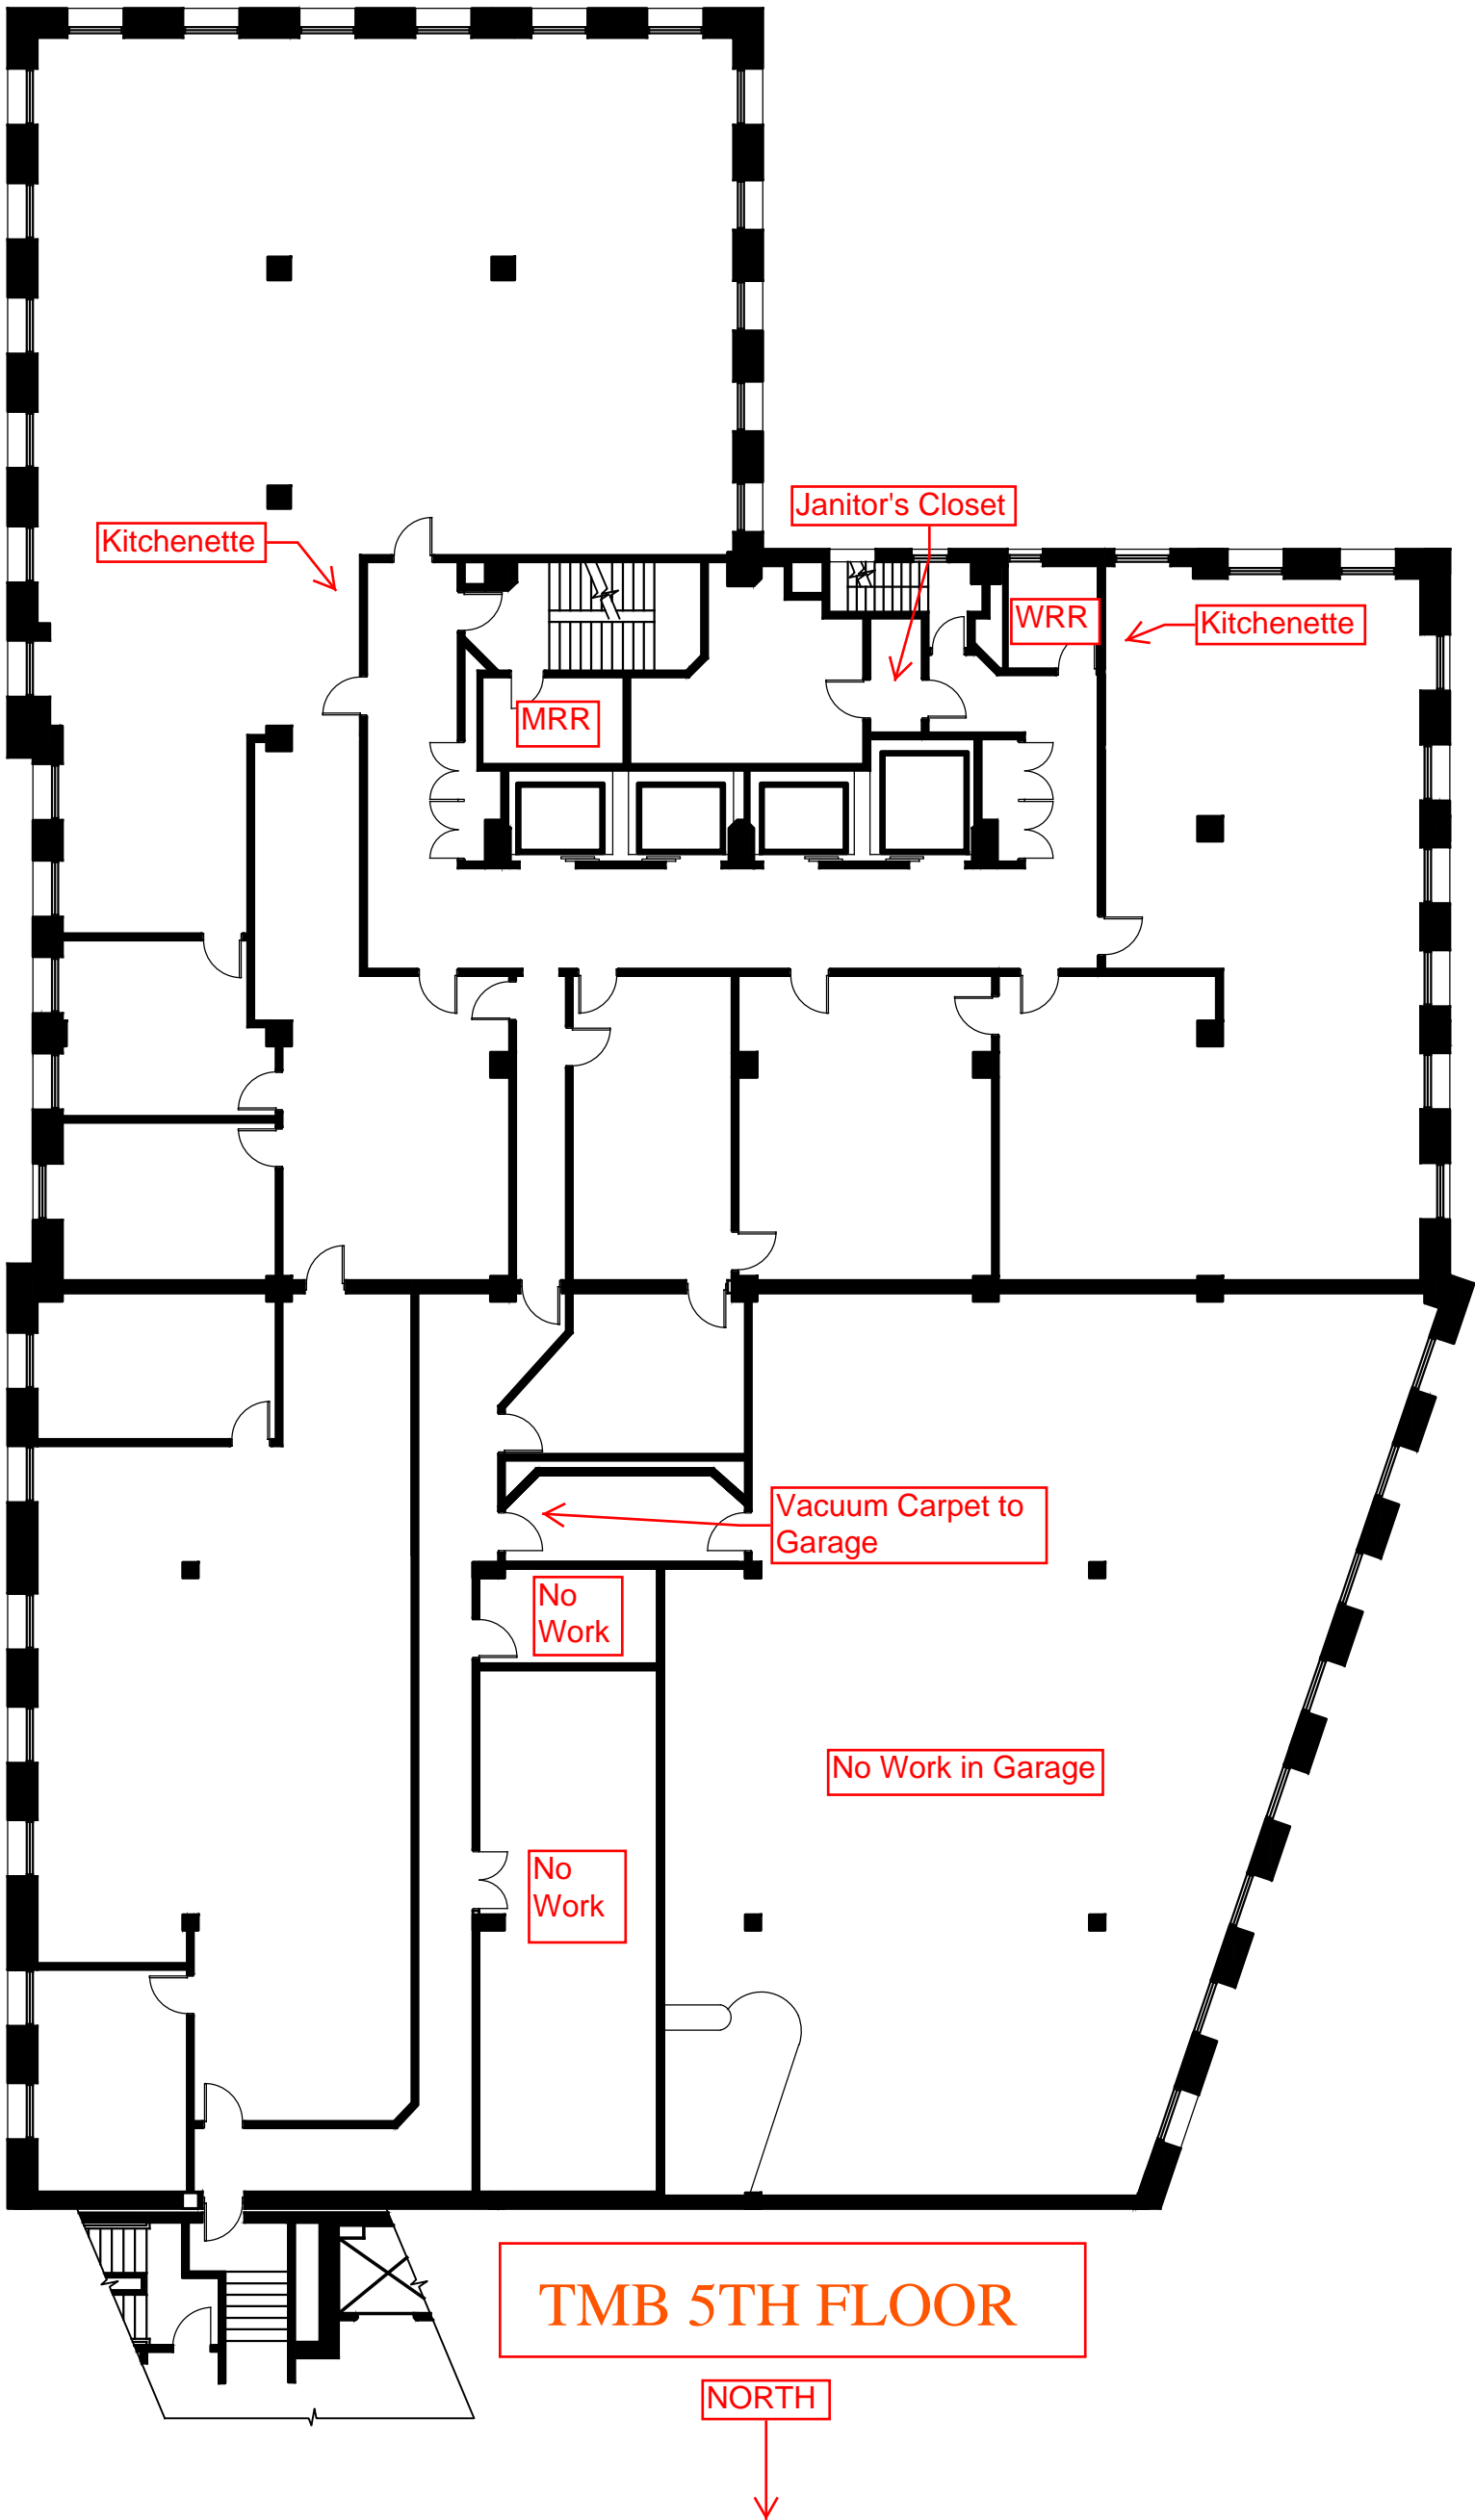 Janitor's Closet
Kitchenette
WRR
Kitchenette
MRR
Vacuum Carpet to
Garage
No
Work
No Work in Garage
No
Work
TMB 5TH FLOOR
NORTH